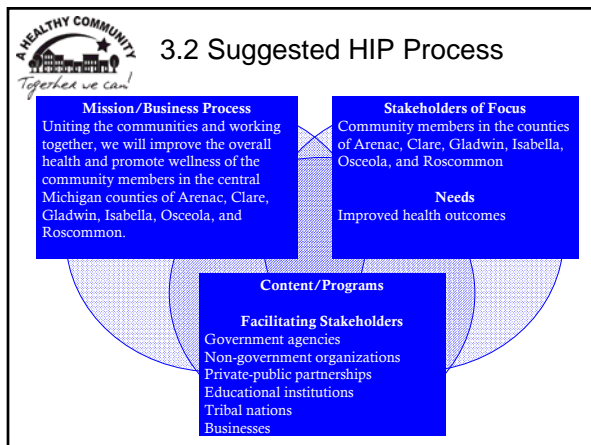 A HEALTHY COMMUNITY
Together we can!
3.2 Suggested HIP Process
Mission/Business Process
Uniting the communities and working
together, we will improve the overall
health and promote wellness of the
community members in the central
Michigan counties of Arenac, Clare,
Gladwin, Isabella, Osceola, and
Roscommon.
Stakeholders of Focus
Community members in the counties
of Arenac, Clare, Gladwin, Isabella,
Osceola, and Roscommon
Needs
Improved health outcomes
Content/Programs
Facilitating Stakeholders
Government agencies
Non-government organizations
Private-public partnerships
Educational institutions
Tribal nations
Businesses